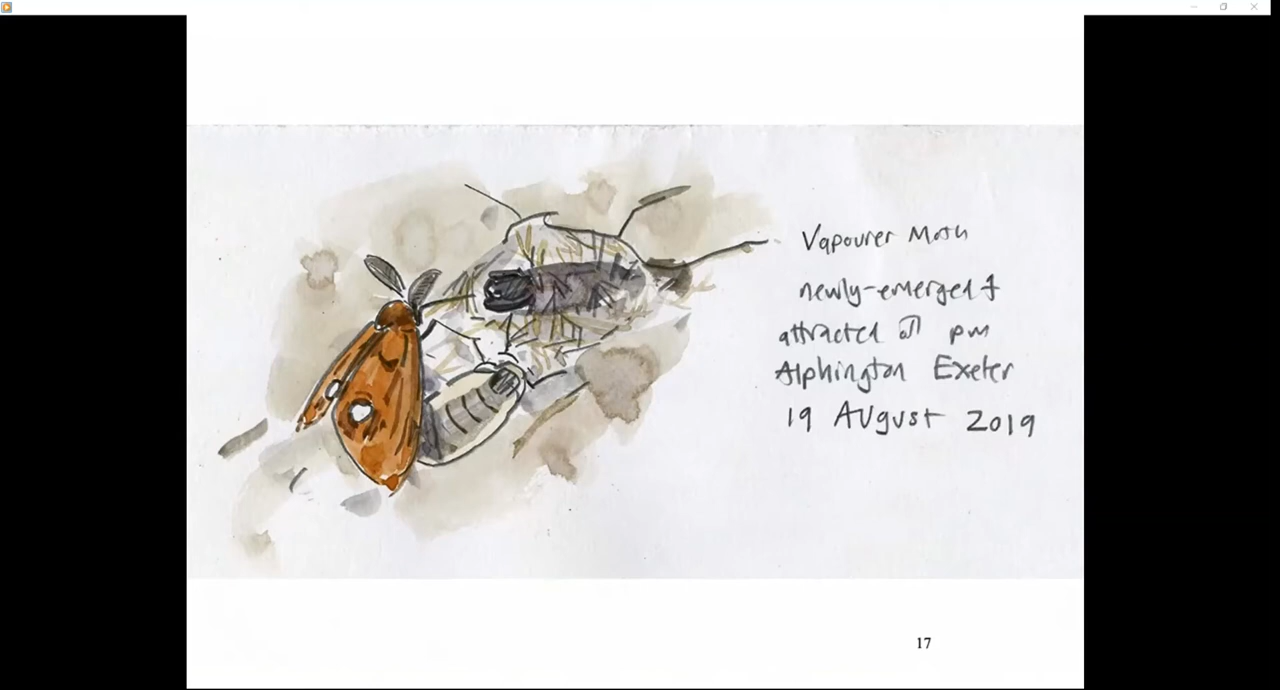 Vapourer Moth
newly-emerged ♀
attracted ♂ pm
Alphington Exeter
19 August 2019
17